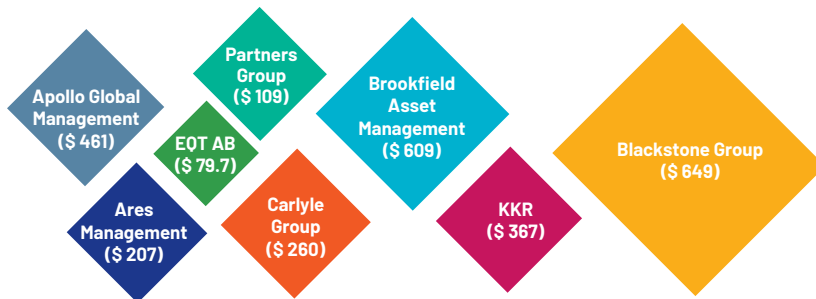 Apollo Global
Management
($ 461)
Partners
Group
($ 109)
EQT AB
($ 79.7)
Brookfield
Asset
Management
($ 609)
Blackstone Group
($ 649)
Ares
Management
($ 207)
Carlyle
Group
($ 260)
KKR
($ 367)